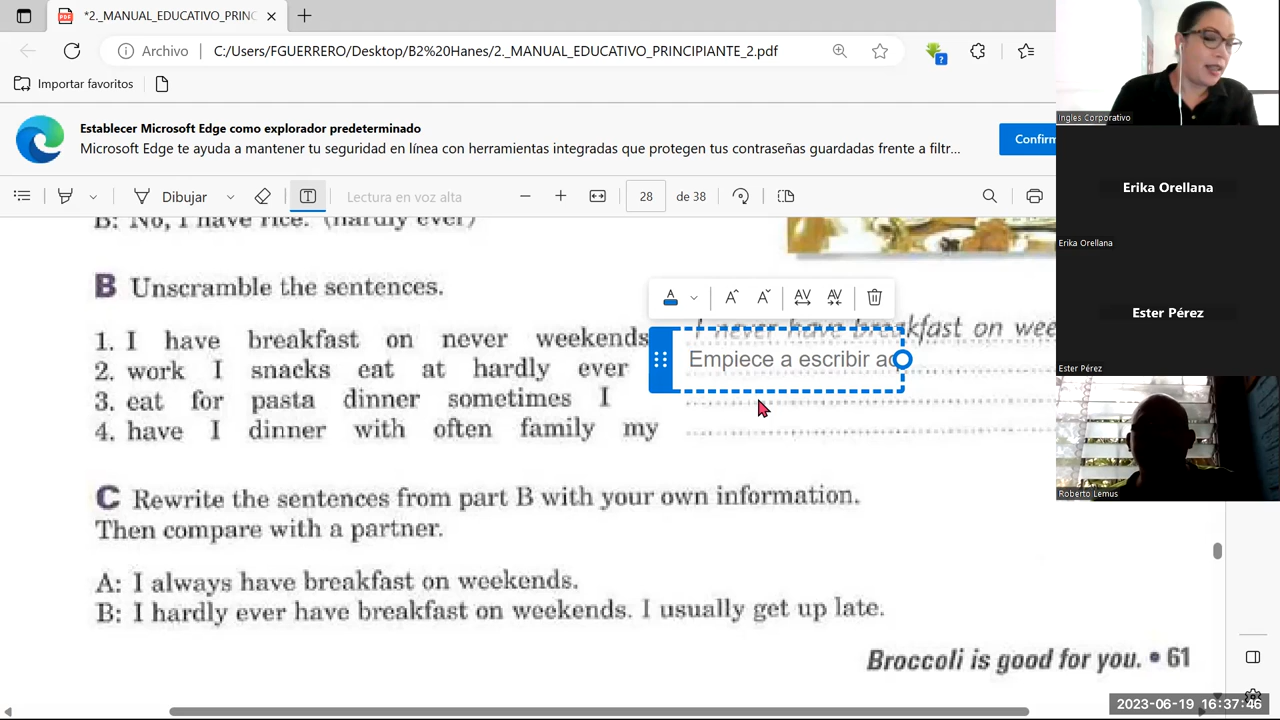 *2._MANUAL_EDUCATIVO_PRINC
Archivo
C:/Users/FGUERRERO/Desktop/B2%20Hanes/2._MANUAL_EDUCATIVO_PRINCIPIANTE_2.pdf
Importar favoritos
Establecer Microsoft Edge como explorador predeterminado
Microsoft Edge te ayuda a mantener tu seguridad en línea con herramientas integradas que protegen tus contraseñas guardadas frente a filtr...
Confirm
Dibujar
Lectura en voz alta
28 de 38
B: No, I have rice. (hardly ever)
B Unscramble the sentences.
1. I have breakfast on never weekends
I never have breakfast on wee
2. work I snacks eat at hardly ever
Empiece a escribir ac
3. eat for pasta dinner sometimes I
4. have I dinner with often family my
C Rewrite the sentences from part B with your own information.
Then compare with a partner.
A: I always have breakfast on weekends.
B: I hardly ever have breakfast on weekends. I usually get up late.
Broccoli is good for you. • 61
Ingles Corporativo
Erika Orellana
Erika Orellana
Ester Pérez
Ester Pérez
Roberto Lemus
2023-06-19 16:37:46